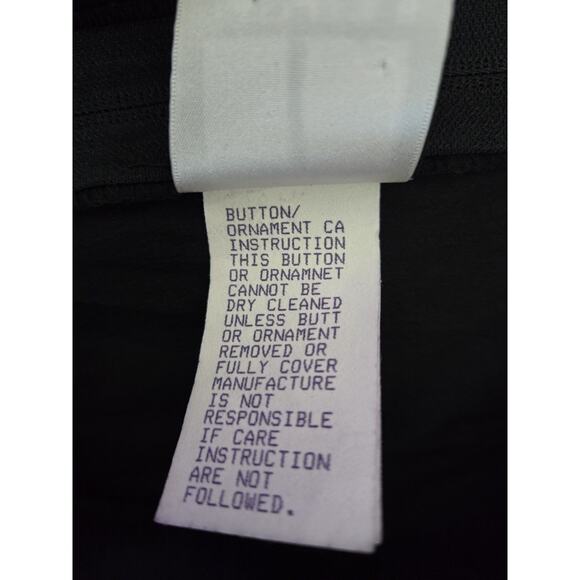 BUTTON/
ORNAMENT CA
INSTRUCTION
THIS BUTTON
OR ORNAMNET
CANNOT BE
DRY CLEANED
UNLESS BUTT
OR ORNAMENT
REMOVED OR
FULLY COVER
MANUFACTURE
IS NOT
RESPONSIBLE
IF CARE
INSTRUCTION
ARE NOT
FOLLOWED.